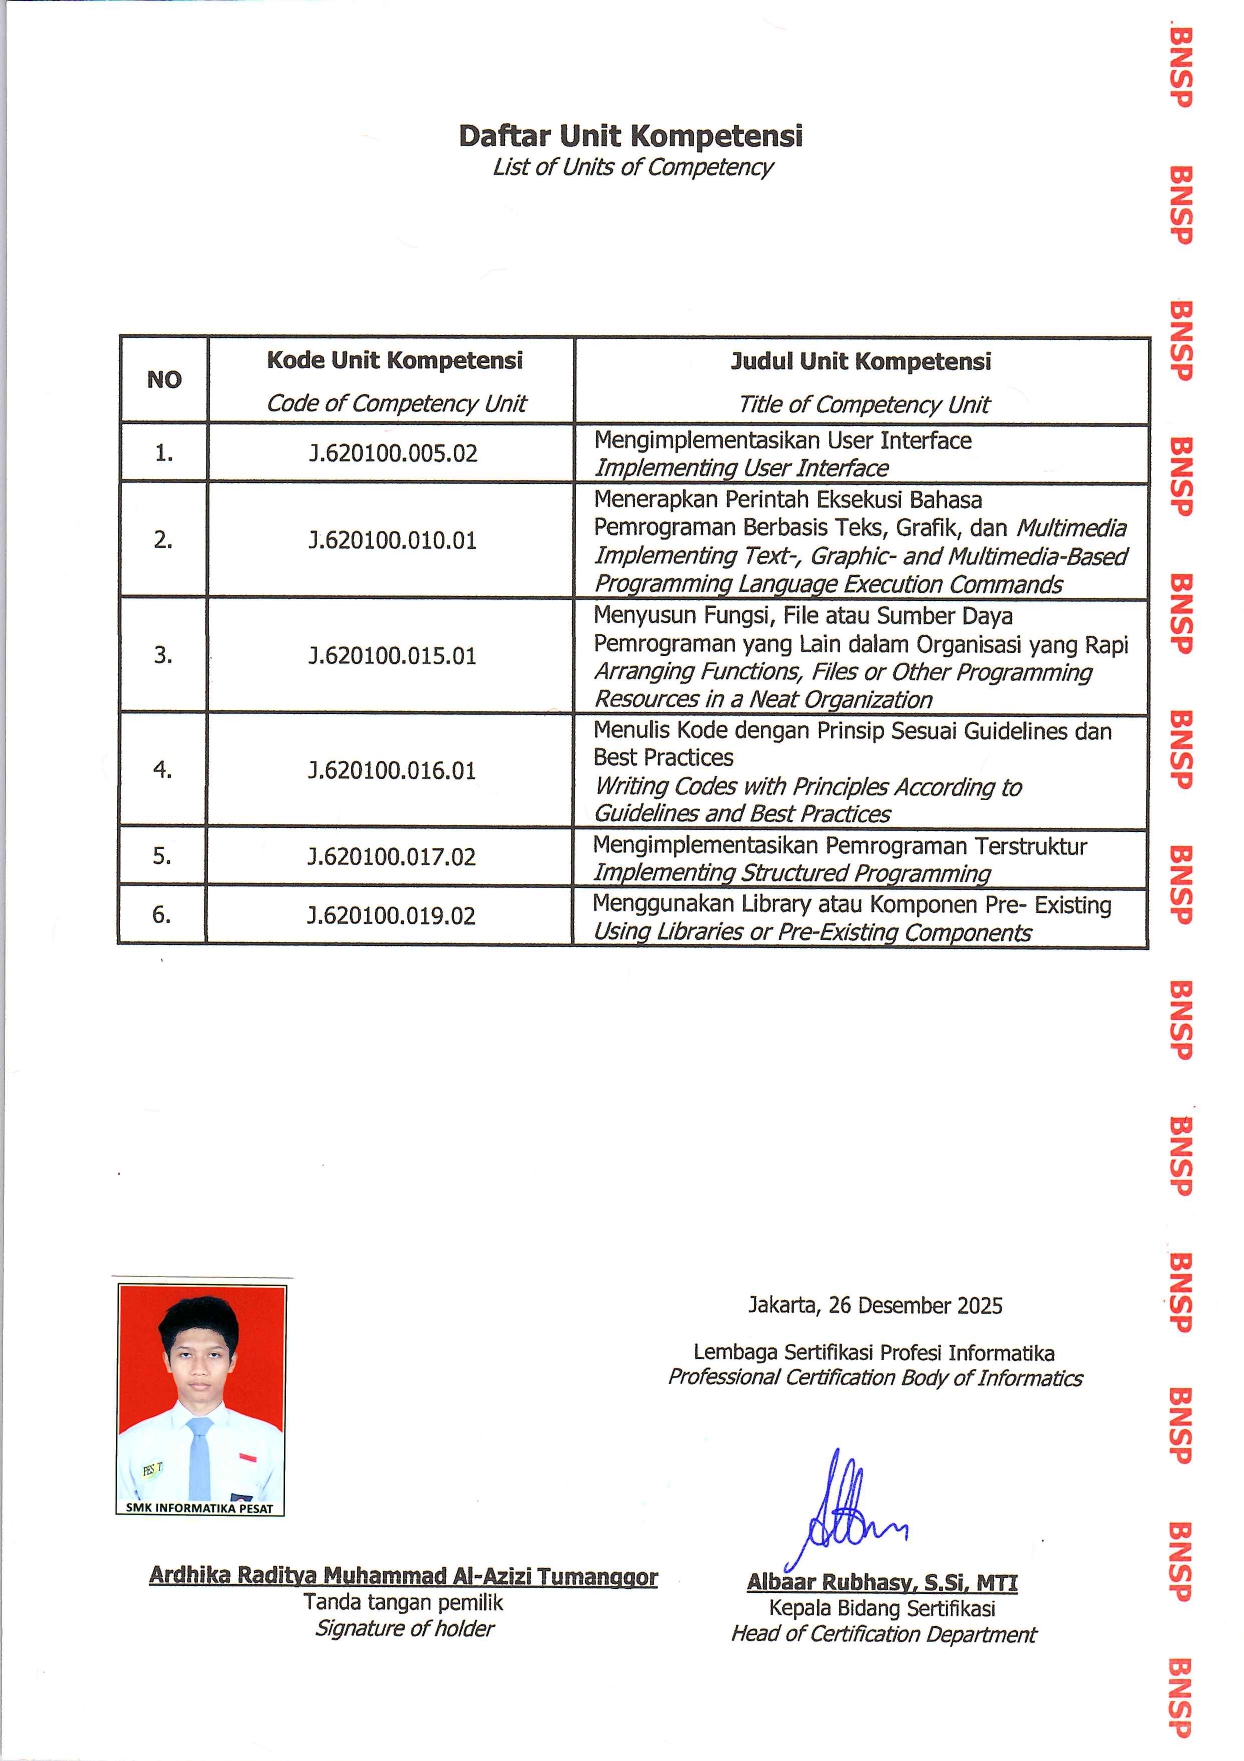 Daftar Unit Kompetensi
List of Units of Competency
NO
Kode Unit Kompetensi
Code of Competency Unit
Judul Unit Kompetensi
Title of Competency Unit
1.
J.620100.005.02
Mengimplementasikan User Interface
Implementing User Interface
2.
J.620100.010.01
Menerapkan Perintah Eksekusi Bahasa
Pemrograman Berbasis Teks, Grafik, dan Multimedia
Implementing Text-, Graphic- and Multimedia-Based
Programming Language Execution Commands
3.
J.620100.015.01
Menyusun Fungsi, File atau Sumber Daya
Pemrograman yang Lain dalam Organisasi yang Rapi
Arranging Functions, Files or Other Programming
Resources in a Neat Organization
4.
J.620100.016.01
Menulis Kode dengan Prinsip Sesuai Guidelines dan
Best Practices
Writing Codes with Principles According to
Guidelines and Best Practices
5.
J.620100.017.02
Mengimplementasikan Pemrograman Terstruktur
Implementing Structured Programming
6.
J.620100.019.02
Menggunakan Library atau Komponen Pre- Existing
Using Libraries or Pre-Existing Components
Jakarta, 26 Desember 2025
Lembaga Sertifikasi Profesi Informatika
Professional Certification Body of Informatics
SMK INFORMATIKA PESAT
Ardhika Raditya Muhammad Al-Azizi Tumanggor
Tanda tangan pemilik
Signature of holder
Albaar Rubhasy, S.Si, MTI
Kepala Bidang Sertifikasi
Head of Certification Department
BNSP
BNSP
BNSP
BNSP
BNSP
BNSP
BNSP
BNSP
BNSP
BNSP
BNSP
BNSP
BNSP